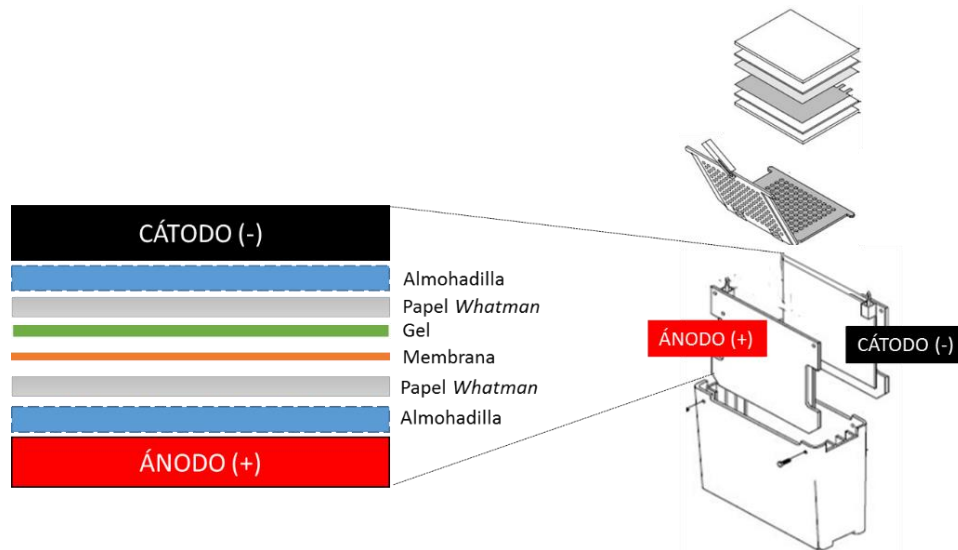 CÁTODO (-)
Almohadilla
Papel Whatman
Gel
Membrana
Papel Whatman
Almohadilla
ÁNODO (+)
ÁNODO (+)
CÁTODO (-)